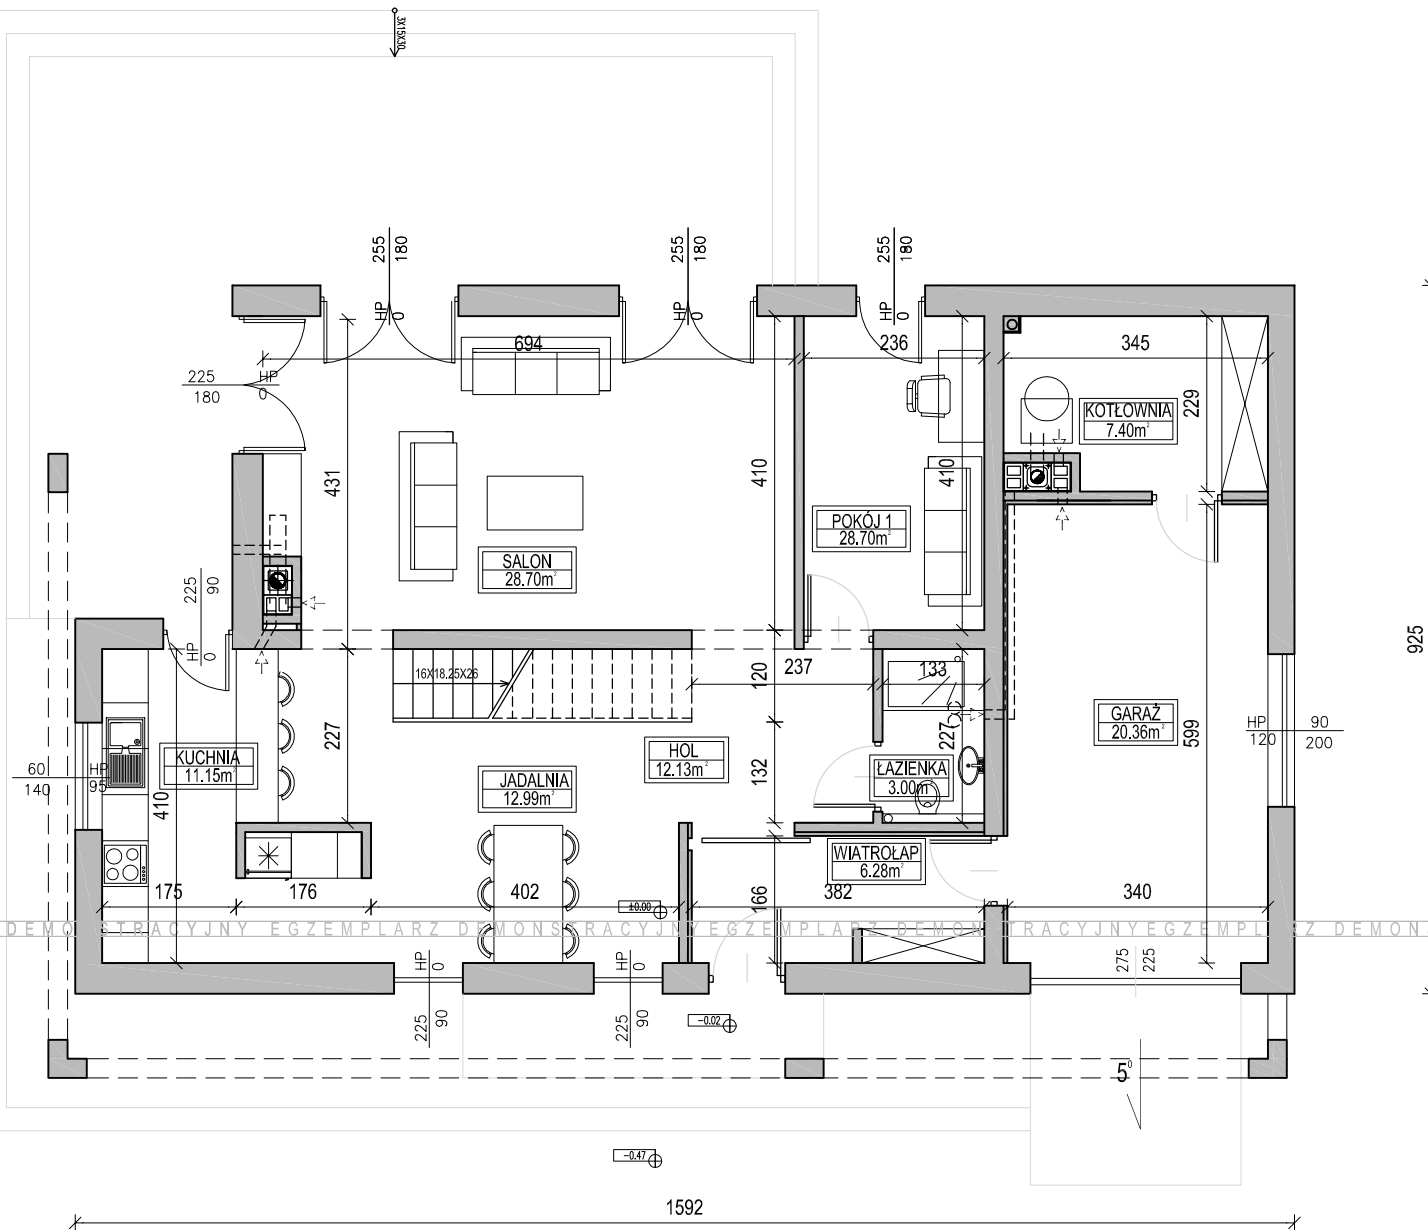 3X15X30
255
180
HP
0
255
180
HP
0
255
180
HP
0
694
236
345
225
180
HP
0
KOTŁOWNIA
7.40m²
229
431
410
410
POKÓJ 1
28.70m²
SALON
28.70m²
225
90
HP
0
16X18,25X26
237
133
120
227
227
GARAŻ
20.36m²
599
HP
120
90
200
925
HOL
12.13m²
KUCHNIA
11.15m²
JADALNIA
12.99m²
132
ŁAZIENKA
3.00m²
60
140
HP
95
410
WIATROŁAP
6.28m²
175
176
402
166
382
340
±0.00
DEMONSTRACYJNY EGZEMPLARZ DEMONSTRACYJNY EGZEMPLARZ DEMONSTRACYJNY EGZEMPLARZ DEMON
HP
0
225
90
HP
0
225
90
275
225
-0.02
5°
-0.47
1592